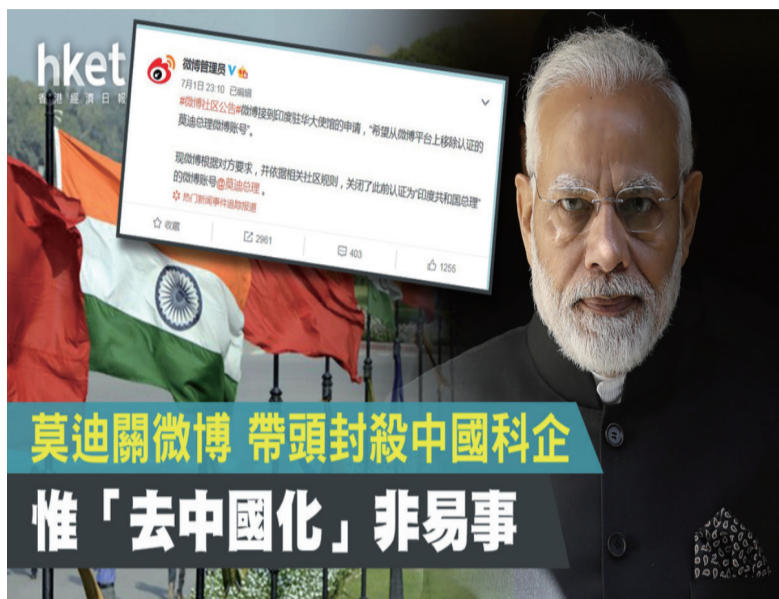 hket
香港經濟日報
微博管理员
7月1日 23:10 已编辑
#微博社区公告#微博接到印度驻华大使馆的申请，“希望从微博平台上移除认证的
莫迪总理微博账号”。
现微博根据对方要求，并依据相关社区规则，关闭了此前认证为“印度共和国总理”
的微博账号@莫迪总理。
热门新闻事件追踪报道
收藏 2961 403 1255
莫迪關微博 帶頭封殺中國科企
惟「去中國化」非易事